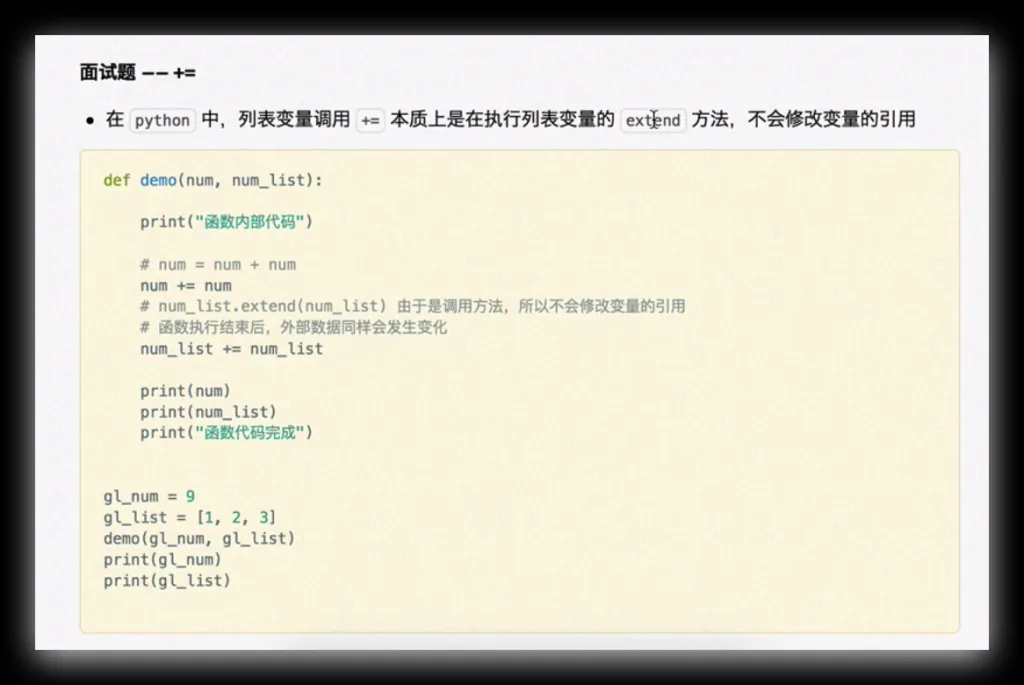 面试题 -- +=
• 在 python 中，列表变量调用 += 本质上是在执行列表变量的 extend 方法，不会修改变量的引用
def demo(num, num_list):
    print("函数内部代码")
    # num = num + num
    num += num
    # num_list.extend(num_list) 由于是调用方法，所以不会修改变量的引用
    # 函数执行结束后，外部数据同样会发生变化
    num_list += num_list
    print(num)
    print(num_list)
    print("函数代码完成")
gl_num = 9
gl_list = [1, 2, 3]
demo(gl_num, gl_list)
print(gl_num)
print(gl_list)